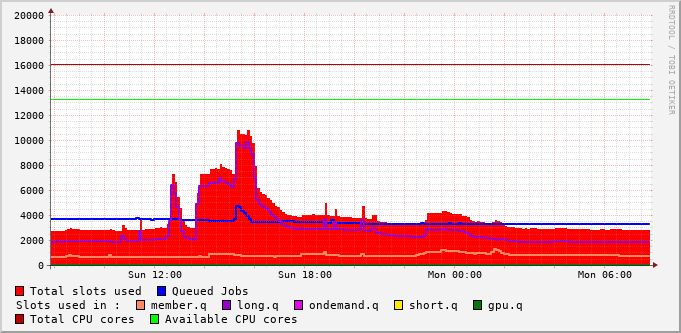 20000
18000
16000
14000
12000
10000
8000
6000
4000
2000
0
Sun 12:00 Sun 18:00 Mon 00:00 Mon 06:00
RRDTOOL / TOBI OETIKER
Total slots used Queued Jobs
Slots used in : member.q long.q ondemand.q short.q gpu.q
Total CPU cores Available CPU cores